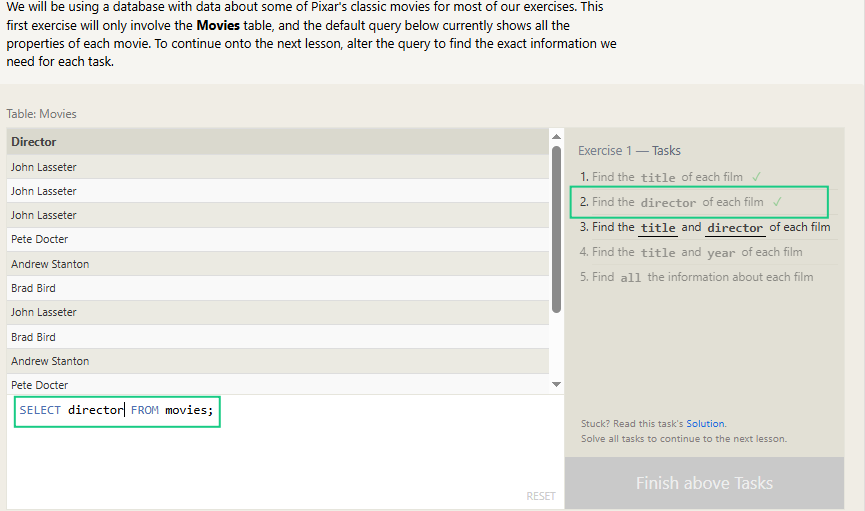 We will be using a database with data about some of Pixar's classic movies for most of our exercises. This
first exercise will only involve the Movies table, and the default query below currently shows all the
properties of each movie. To continue onto the next lesson, alter the query to find the exact information we
need for each task.
Table: Movies
Director
John Lasseter
John Lasseter
John Lasseter
Pete Docter
Andrew Stanton
Brad Bird
John Lasseter
Brad Bird
Andrew Stanton
Pete Docter
SELECT director FROM movies;
RESET
Exercise 1 — Tasks
1. Find the title of each film ✓
2. Find the director of each film ✓
3. Find the title and director of each film
4. Find the title and year of each film
5. Find all the information about each film
Stuck? Read this task's Solution.
Solve all tasks to continue to the next lesson.
Finish above Tasks